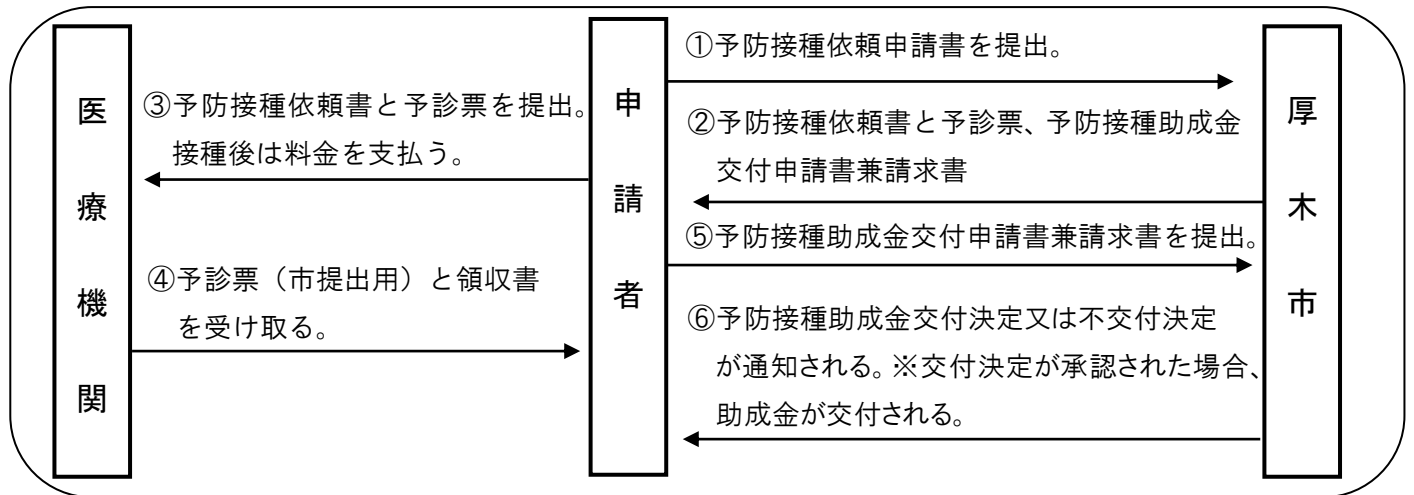 医療機関
申請者
厚木市
①予防接種依頼申請書を提出。
②予防接種依頼書と予診票、予防接種助成金
交付申請書兼請求書
③予防接種依頼書と予診票を提出。
接種後は料金を支払う。
④予診票（市提出用）と領収書
を受け取る。
⑤予防接種助成金交付申請書兼請求書を提出。
⑥予防接種助成金交付決定又は不交付決定
が通知される。※交付決定が承認された場合、
助成金が交付される。